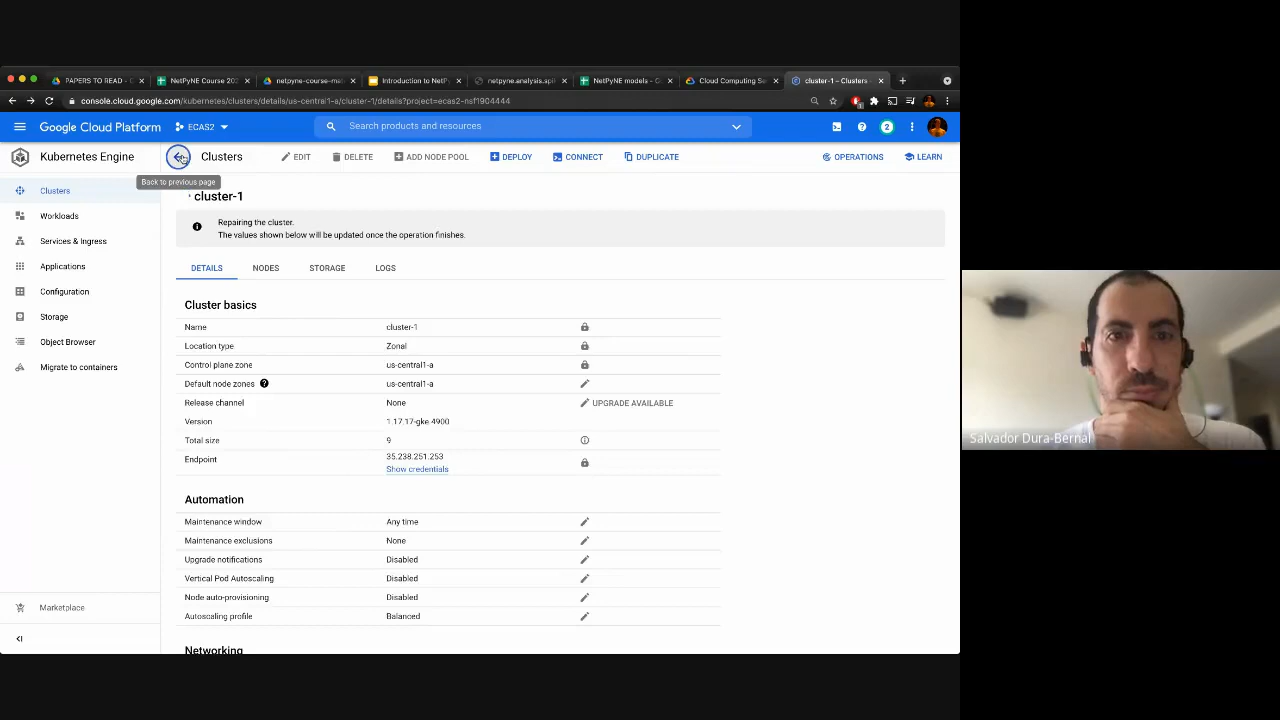 PAPERS TO READ - 
NetPyNE Course 202
netpyne-course-mat
Introduction to NetP
netpyne.analysis.spi
NetPyNE models - G
Cloud Computing Se
cluster-1 – Clusters
console.cloud.google.com/kubernetes/clusters/details/us-central1-a/cluster-1/details?project=ecas2-nsf1904444
Google Cloud Platform
ECAS2
Search products and resources
2
Kubernetes Engine
Clusters
EDIT
DELETE
ADD NODE POOL
DEPLOY
CONNECT
DUPLICATE
OPERATIONS
LEARN
Back to previous page
Clusters
Workloads
Services & Ingress
Applications
Configuration
Storage
Object Browser
Migrate to containers
Marketplace
cluster-1
Repairing the cluster.
The values shown below will be updated once the operation finishes.
DETAILS
NODES
STORAGE
LOGS
Cluster basics
Name cluster-1
Location type Zonal
Control plane zone us-central1-a
Default node zones us-central1-a
Release channel None UPGRADE AVAILABLE
Version 1.17.17-gke.4900
Total size 9
Endpoint 35.238.251.253
Show credentials
Automation
Maintenance window Any time
Maintenance exclusions None
Upgrade notifications Disabled
Vertical Pod Autoscaling Disabled
Node auto-provisioning Disabled
Autoscaling profile Balanced
Networking
Salvador Dura-Bernal